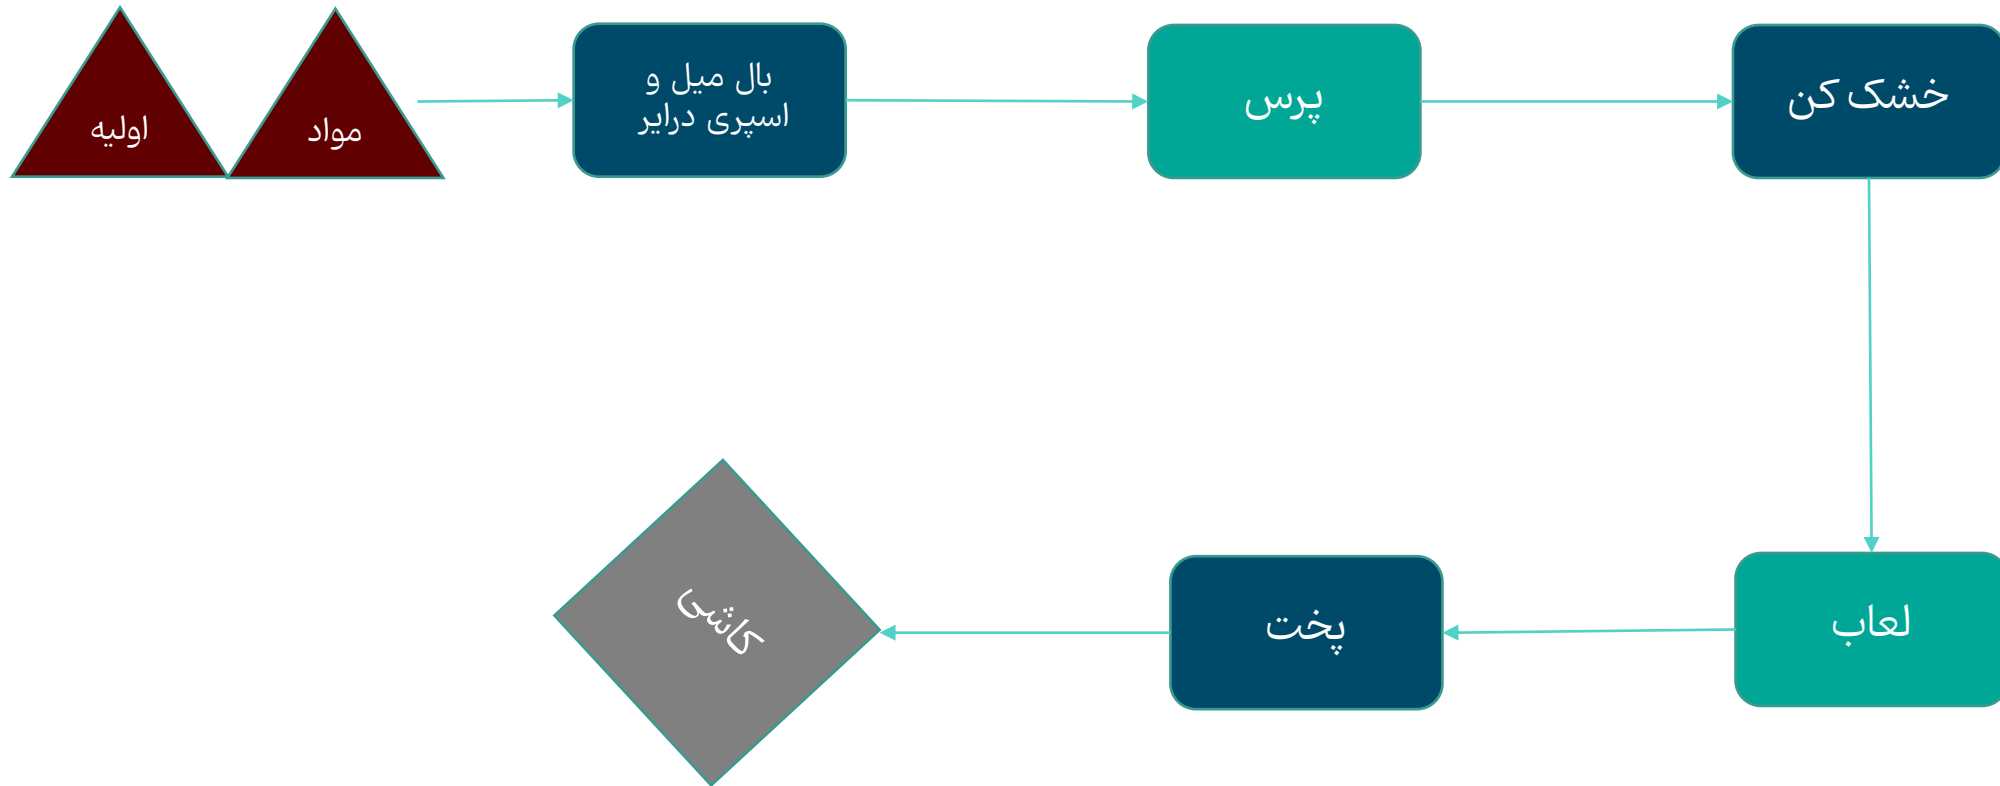 مواد
اولیه
بال میل و
اسپری درایر
پرس
خشک کن
لعاب
پخت
کاشی